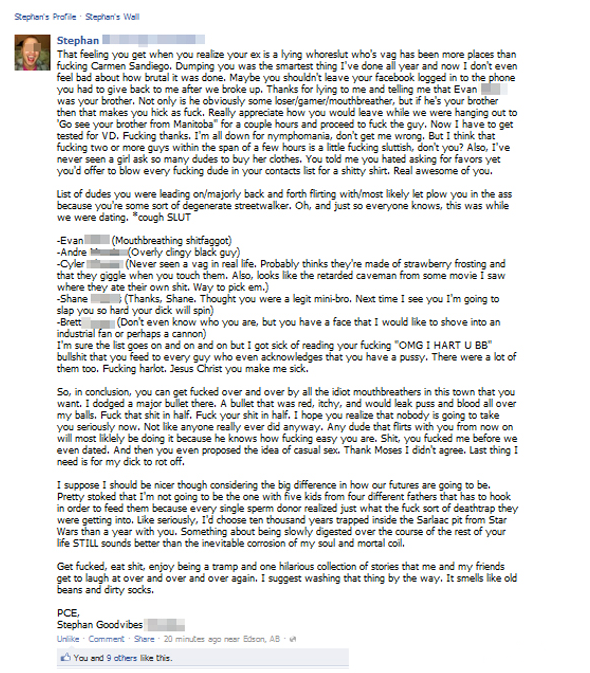 Stephan's Profile · Stephan's Wall
Stephan
That feeling you get when you realize your ex is a lying whoreslut who's vag has been more places than
fucking Carmen Sandiego. Dumping you was the smartest thing I've done all year and now I don't even
feel bad about how brutal it was done. Maybe you shouldn't leave your facebook logged in to the phone
you had to give back to me after we broke up. Thanks for lying to me and telling me that Evan
was your brother. Not only is he obviously some loser/gamer/mouthbreather, but if he's your brother
then that makes you hick as fuck. Really appreciate how you would leave while we were hanging out to
'Go see your brother from Manitoba" for a couple hours and proceed to fuck the guy. Now I have to get
tested for VD. Fucking thanks. I'm all down for nymphomania, don't get me wrong. But I think that
fucking two or more guys within the span of a few hours is a little fucking sluttish, don't you? Also, I've
never seen a girl ask so many dudes to buy her clothes. You told me you hated asking for favors yet
you'd offer to blow every fucking dude in your contacts list for a shitty shirt. Real awesome of you.
List of dudes you were leading on/majorly back and forth flirting with/most likely let plow you in the ass
because you're some sort of degenerate streetwalker. Oh, and just so everyone knows, this was while
we were dating. *cough SLUT
-Evan (Mouthbreathing shitfaggot)
-Andre (Overly clingy black guy)
-Cyler (Never seen a vag in real life. Probably thinks they're made of strawberry frosting and
that they giggle when you touch them. Also, looks like the retarded caveman from some movie I saw
where they ate their own shit. Way to pick em.)
-Shane (Thanks, Shane. Thought you were a legit mini-bro. Next time I see you I'm going to
slap you so hard your dick will spin)
-Brett (Don't even know who you are, but you have a face that I would like to shove into an
industrial fan or perhaps a cannon)
I'm sure the list goes on and on and on but I got sick of reading your fucking "OMG I HART U BB"
bullshit that you feed to every guy who even acknowledges that you have a pussy. There were a lot of
them too. Fucking harlot. Jesus Christ you make me sick.
So, in conclusion, you can get fucked over and over by all the idiot mouthbreathers in this town that you
want. I dodged a major bullet there. A bullet that was red, itchy, and would leak puss and blood all over
my balls. Fuck that shit in half. Fuck your shit in half. I hope you realize that nobody is going to take
you seriously now. Not like anyone really ever did anyway. Any dude that flirts with you from now on
will most liklely be doing it because he knows how fucking easy you are. Shit, you fucked me before we
even dated. And then you even proposed the idea of casual sex. Thank Moses I didn't agree. Last thing I
need is for my dick to rot off.
I suppose I should be nicer though considering the big difference in how our futures are going to be.
Pretty stoked that I'm not going to be the one with five kids from four different fathers that has to hook
in order to feed them because every single sperm donor realized just what the fuck sort of deathtrap they
were getting into. Like seriously, I'd choose ten thousand years trapped inside the Sarlaac pit from Star
Wars than a year with you. Something about being slowly digested over the course of the rest of your
life STILL sounds better than the inevitable corrosion of my soul and mortal coil.
Get fucked, eat shit, enjoy being a tramp and one hilarious collection of stories that me and my friends
get to laugh at over and over and over again. I suggest washing that thing by the way. It smells like old
beans and dirty socks.
PCE,
Stephan Goodvibes
Unlike · Comment · Share · 20 minutes ago near Edson, AB ·
You and 9 others like this.